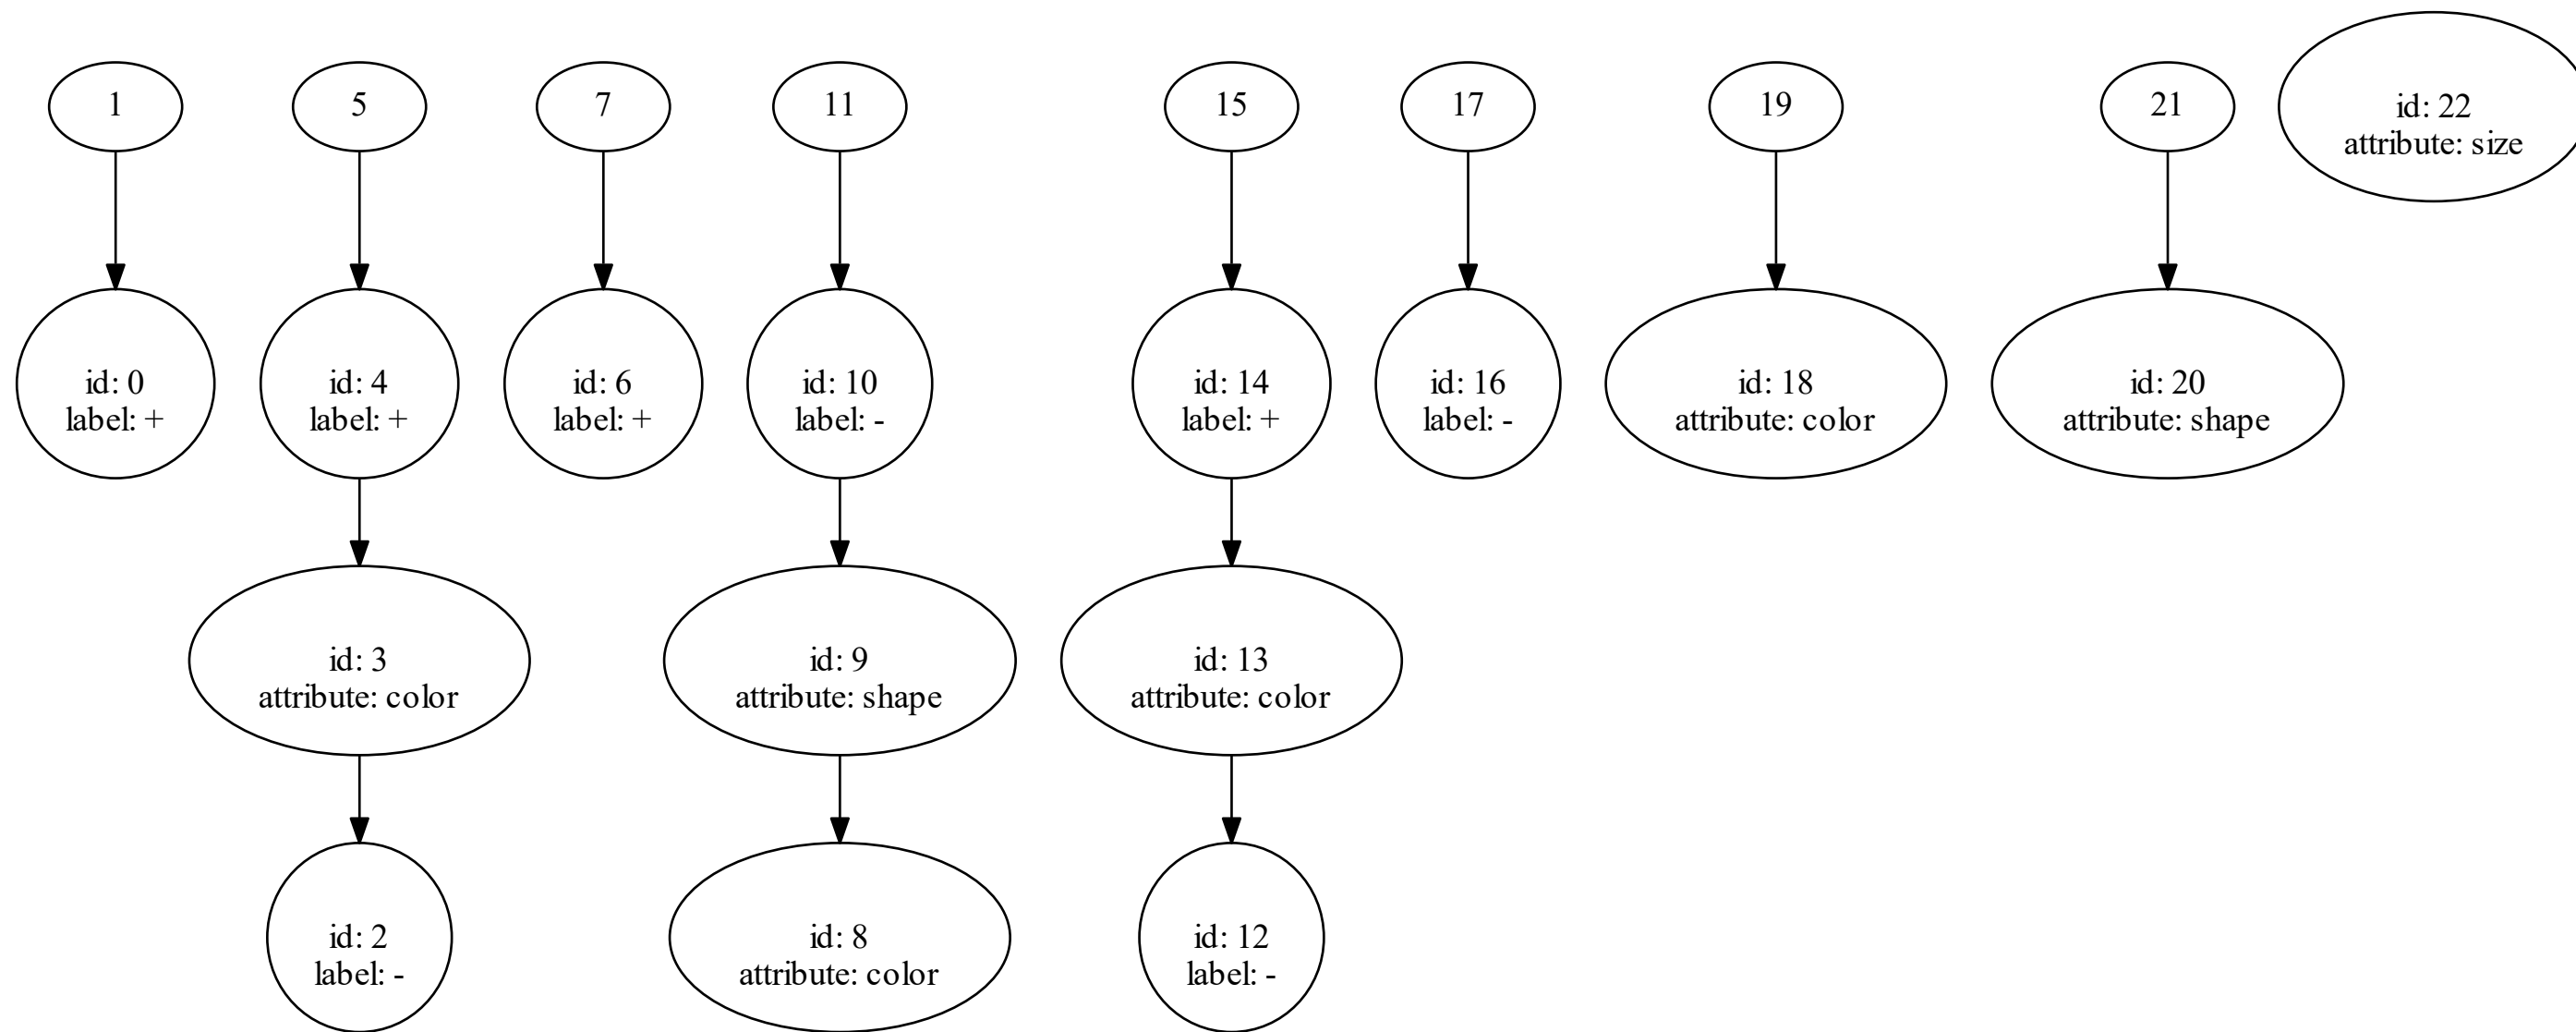 1
5
7
11
15
17
19
21
id: 22
attribute: size
id: 0
label: +
id: 4
label: +
id: 6
label: +
id: 10
label: -
id: 14
label: +
id: 16
label: -
id: 18
attribute: color
id: 20
attribute: shape
id: 3
attribute: color
id: 9
attribute: shape
id: 13
attribute: color
id: 2
label: -
id: 8
attribute: color
id: 12
label: -